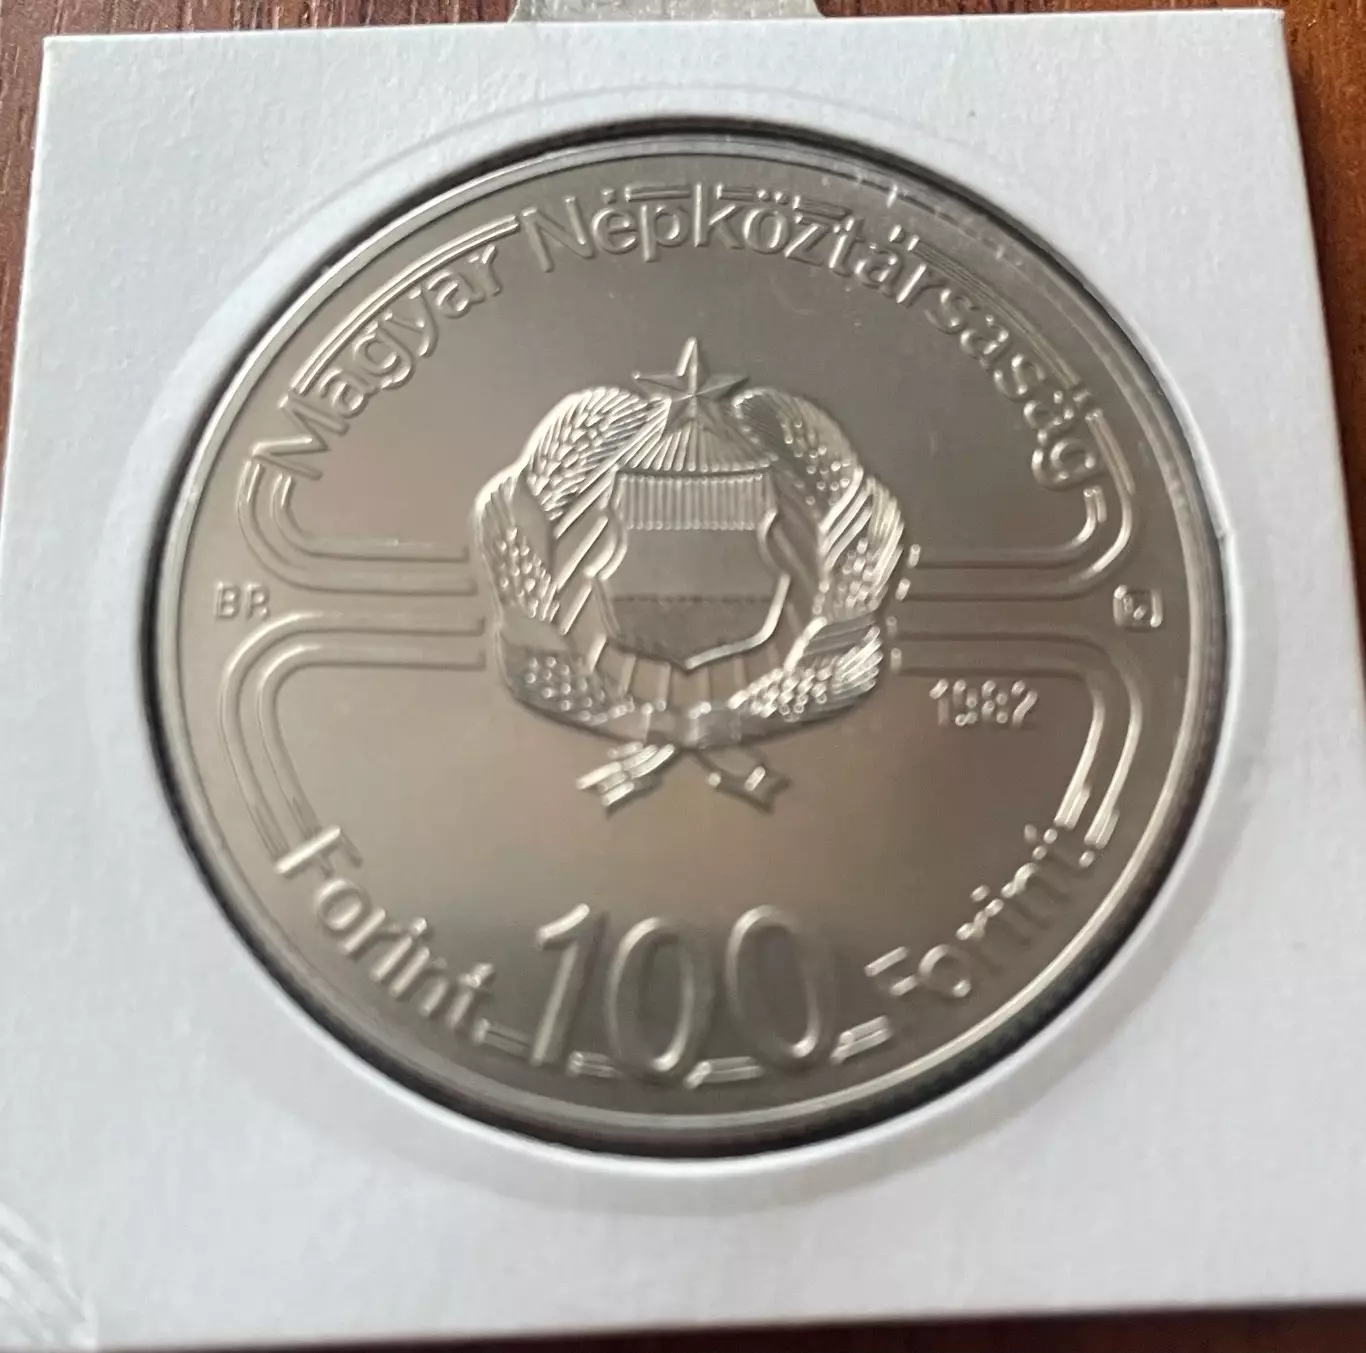 Magyar Népköztársaság
BP.
1982
Forint 100 Forint